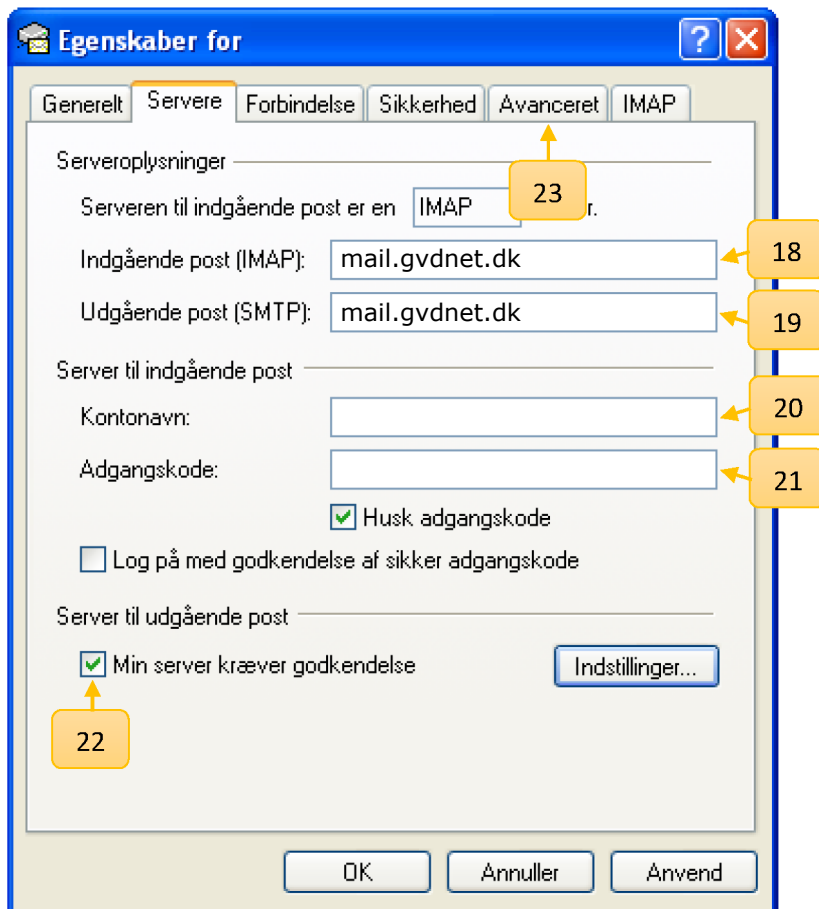 Egenskaber for
Generelt Servere Forbindelse Sikkerhed Avanceret IMAP
Serveroplysninger
23
Serveren til indgående post er en IMAP r.
Indgående post (IMAP): mail.gvdnet.dk 18
Udgående post (SMTP): mail.gvdnet.dk 19
Server til indgående post
Kontonavn: 20
Adgangskode: 21
Husk adgangskode
Log på med godkendelse af sikker adgangskode
Server til udgående post
Min server kræver godkendelse Indstillinger...
22
OK Annuller Anvend